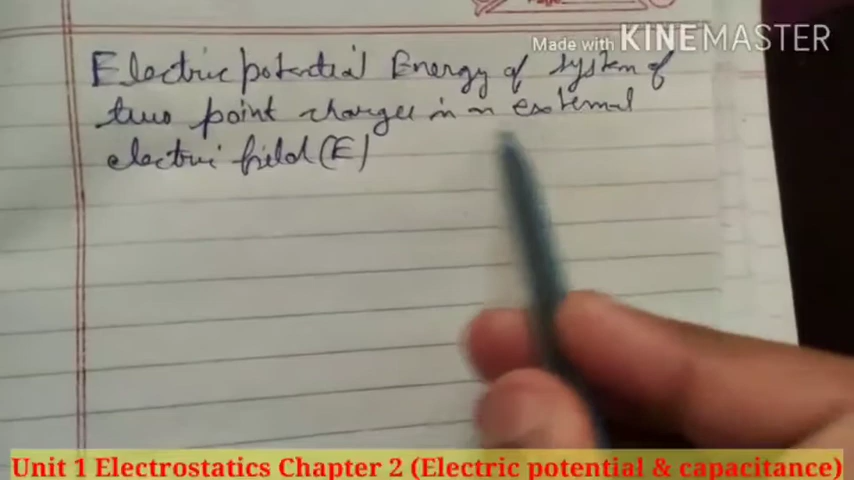 Made with KINEMASTER
Electric potential Energy of system of
two point charges in an external
electric field (E)
Unit 1 Electrostatics Chapter 2 (Electric potential & capacitance)